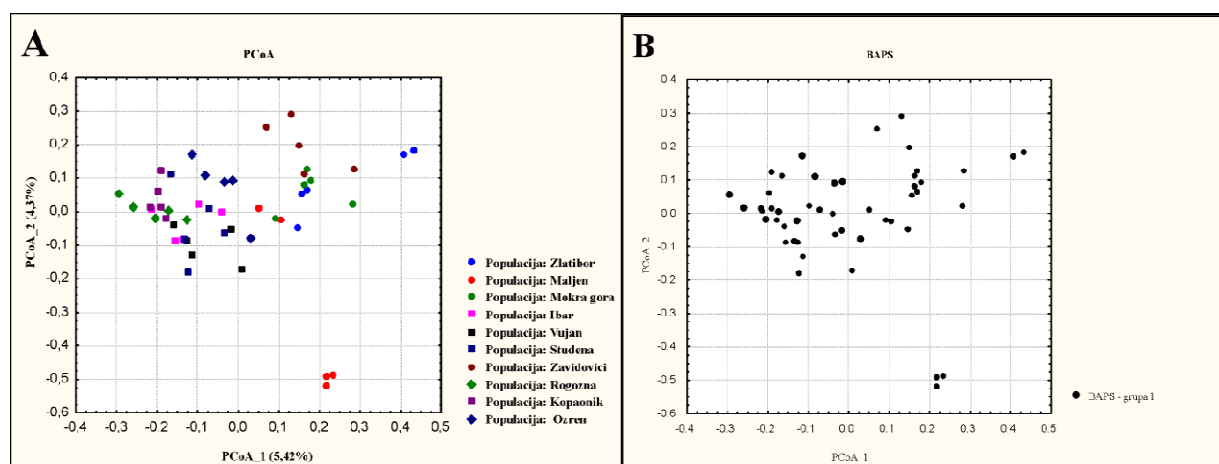 A
PCoA
0,4
0,3
0,2
0,1
0,0
-0,1
-0,2
-0,3
-0,4
-0,5
-0,6
PCoA_2 (4,37%)
-0,4 -0,3 -0,2 -0,1 0,0 0,1 0,2 0,3 0,4 0,5
PCoA_1 (5,42%)
Populacija: Zlatibor
Populacija: Maljen
Populacija: Mokra gora
Populacija: Ibar
Populacija: Vujan
Populacija: Studena
Populacija: Zavidovici
Populacija: Rogozna
Populacija: Kopaonik
Populacija: Ozren
B
BAPS
0.4
0.3
0.2
0.1
0.0
-0.1
-0.2
-0.3
-0.4
-0.5
-0.6
PCoA_2
-0.4 -0.3 -0.2 -0.1 0.0 0.1 0.2 0.3 0.4 0.5
PCoA_1
BAPS - grupa 1